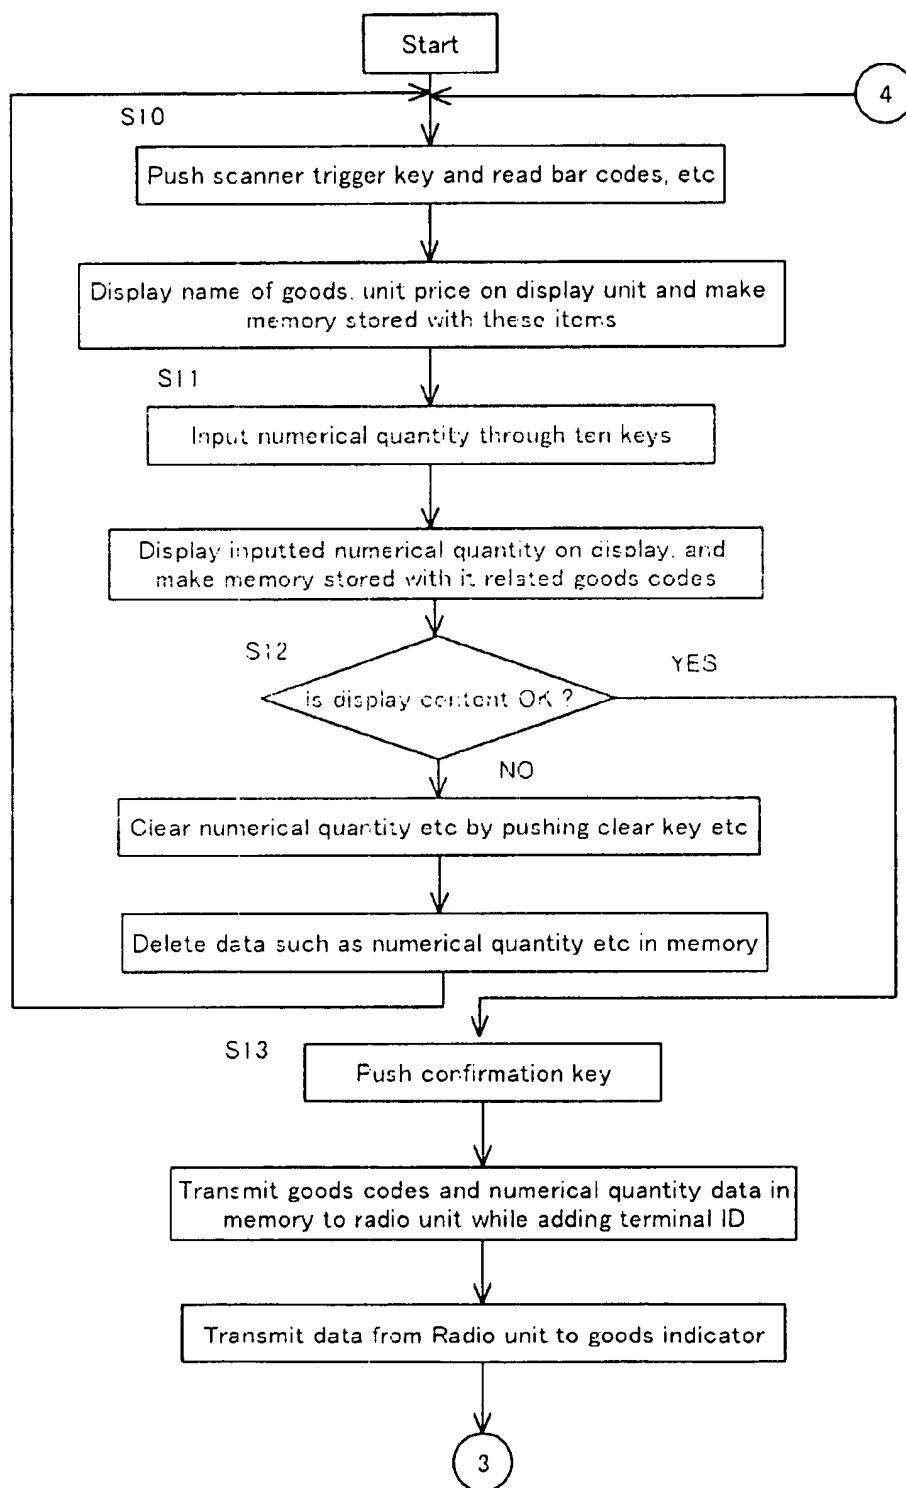 Start
4
S10
Push scanner trigger key and read bar codes, etc
Display name of goods, unit price on display unit and make
memory stored with these items
S11
Input numerical quantity through ten keys
Display inputted numerical quantity on display, and
make memory stored with it related goods codes
S12
YES
is display content OK ?
NO
Clear numerical quantity etc by pushing clear key etc
Delete data such as numerical quantity etc in memory
S13
Push confirmation key
Transmit goods codes and numerical quantity data in
memory to radio unit while adding terminal ID
Transmit data from Radio unit to goods indicator
3